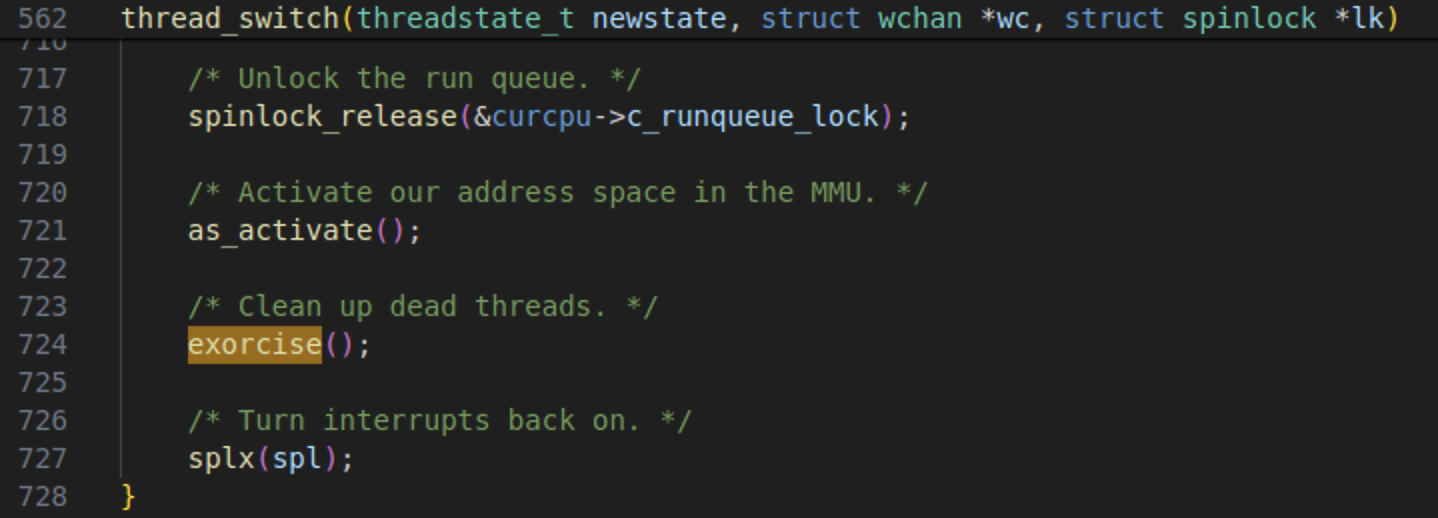 562 thread_switch(threadstate_t newstate, struct wchan *wc, struct spinlock *lk)
716
717 /* Unlock the run queue. */
718 spinlock_release(&curcpu->c_runqueue_lock);
719
720 /* Activate our address space in the MMU. */
721 as_activate();
722
723 /* Clean up dead threads. */
724 exorcise();
725
726 /* Turn interrupts back on. */
727 splx(spl);
728 }